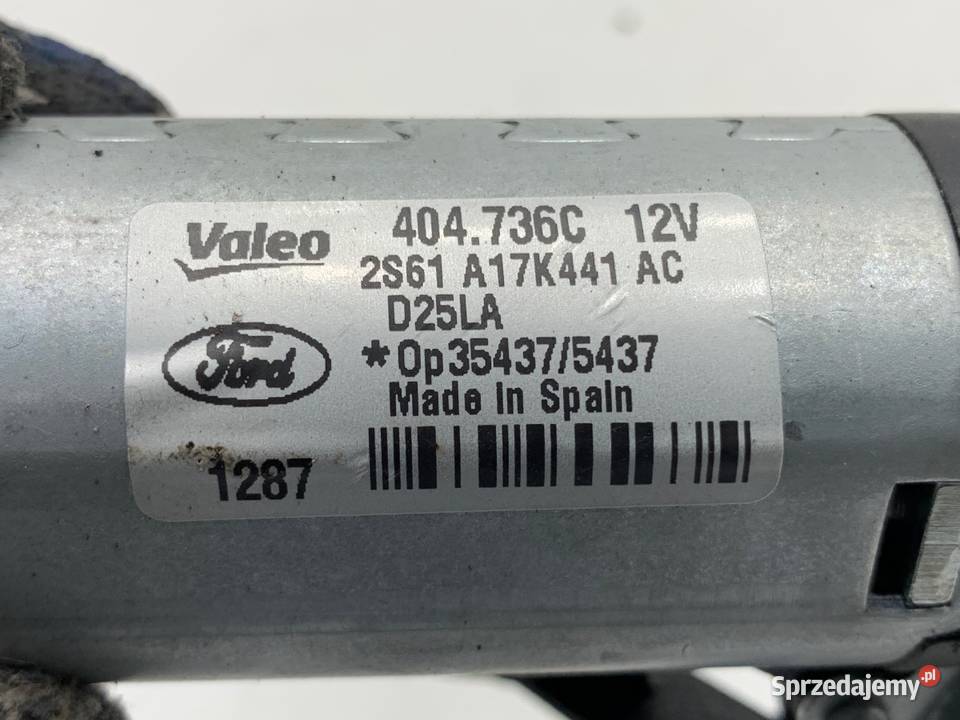 Valeo 404.736C 12V
2S61 A17K441 AC
D25LA
Ford *Op35437/5437
Made in Spain
1287
Sprzedajemy.pl